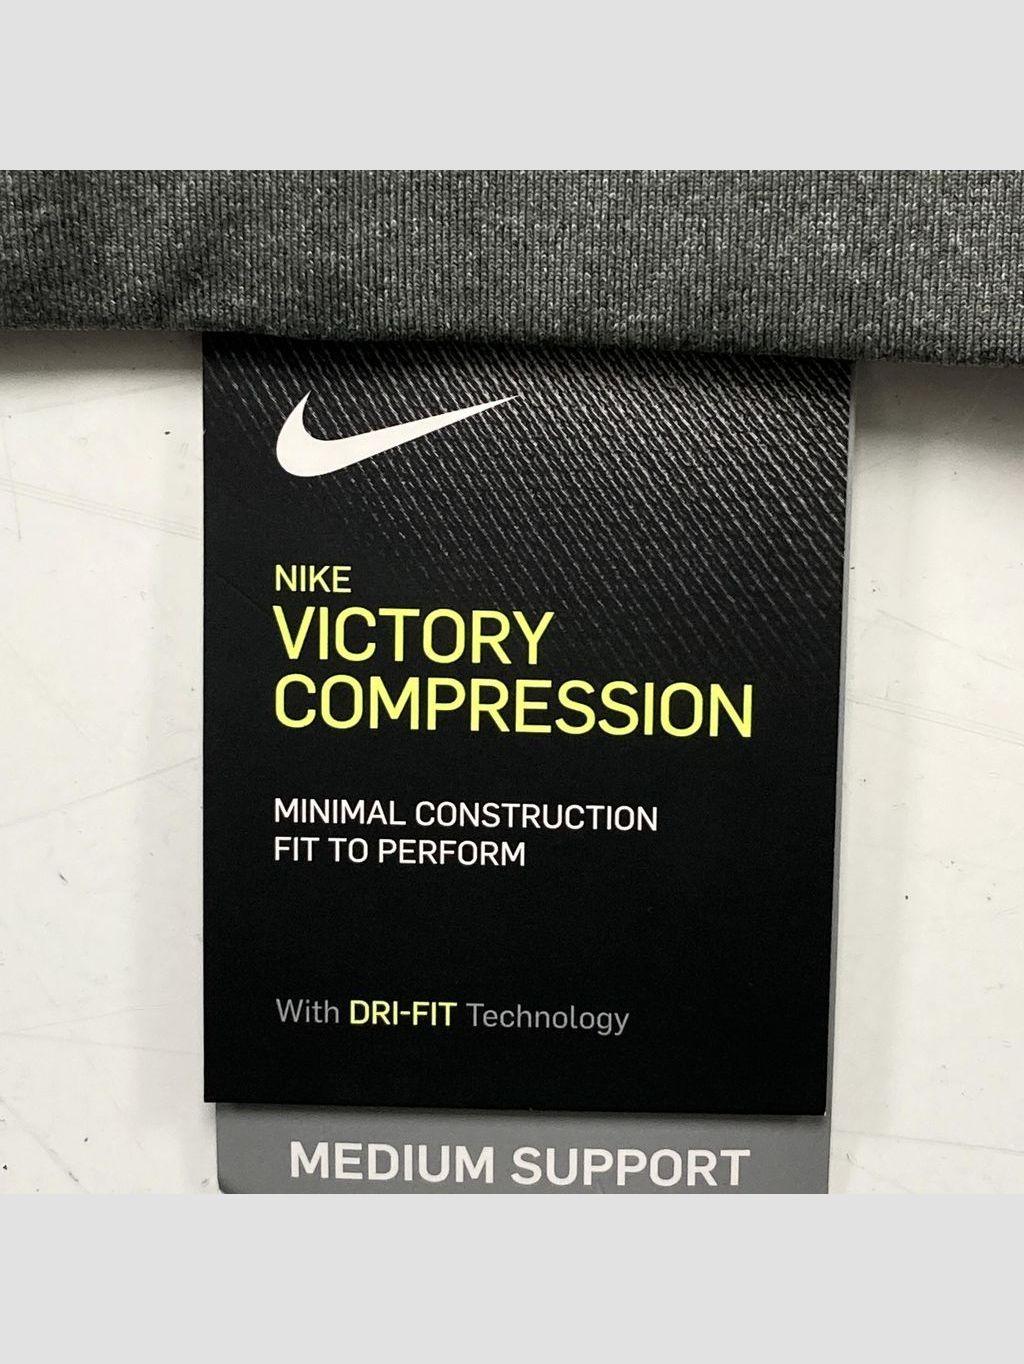 NIKE
VICTORY
COMPRESSION
MINIMAL CONSTRUCTION
FIT TO PERFORM
With DRI-FIT Technology
MEDIUM SUPPORT